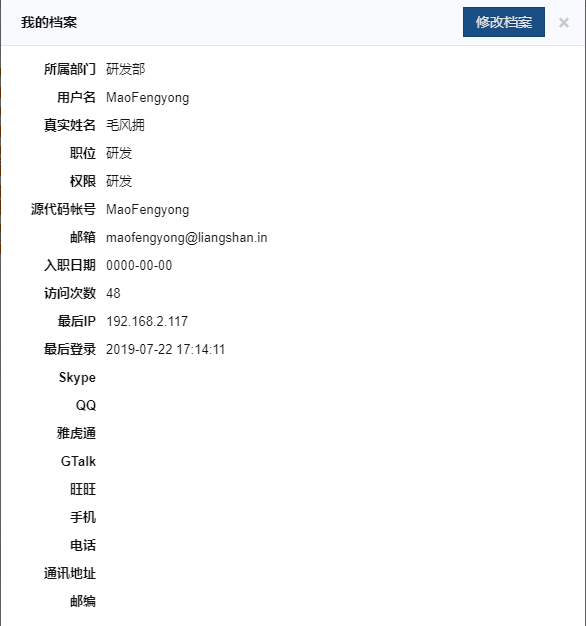 我的档案 修改档案 ×
所属部门 研发部
用户名 MaoFengyong
真实姓名 毛风拥
职位 研发
权限 研发
源代码帐号 MaoFengyong
邮箱 maofengyong@liangshan.in
入职日期 0000-00-00
访问次数 48
最后IP 192.168.2.117
最后登录 2019-07-22 17:14:11
Skype
QQ
雅虎通
GTalk
旺旺
手机
电话
通讯地址
邮编